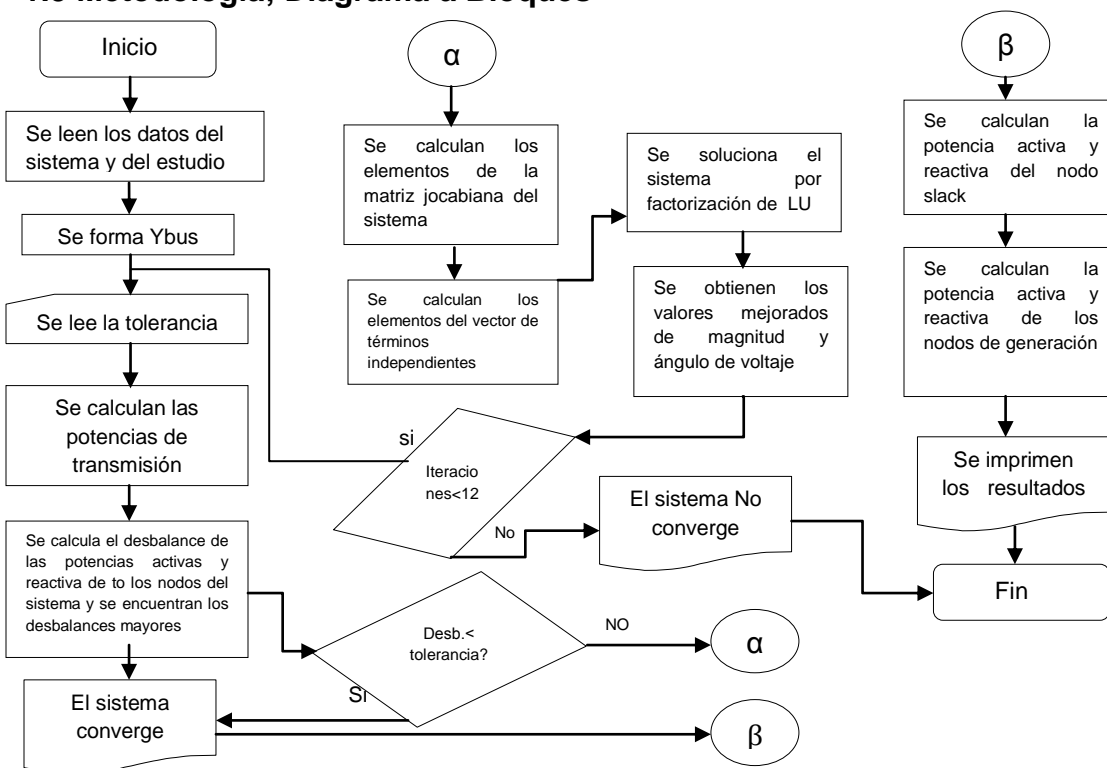 Metodología, Diagrama a Bloques
Inicio
Se leen los datos del
sistema y del estudio
Se forma Ybus
Se lee la tolerancia
Se calculan las
potencias de
transmisión
Se calcula el desbalance de
las potencias activas y
reactiva de to los nodos del
sistema y se encuentran los
desbalances mayores
El sistema
converge
α
Se calculan los
elementos de la
matriz jocabiana del
sistema
Se calculan los
elementos del vector de
términos
independientes
Se soluciona el
sistema por
factorización de LU
Se obtienen los
valores mejorados
de magnitud y
ángulo de voltaje
si
Iteracio
nes<12
No
El sistema No
converge
Desb.<
tolerancia?
NO
Si
α
β
β
Se calculan la
potencia activa y
reactiva del nodo
slack
Se calculan la
potencia activa y
reactiva de los
nodos de generación
Se imprimen
los resultados
Fin